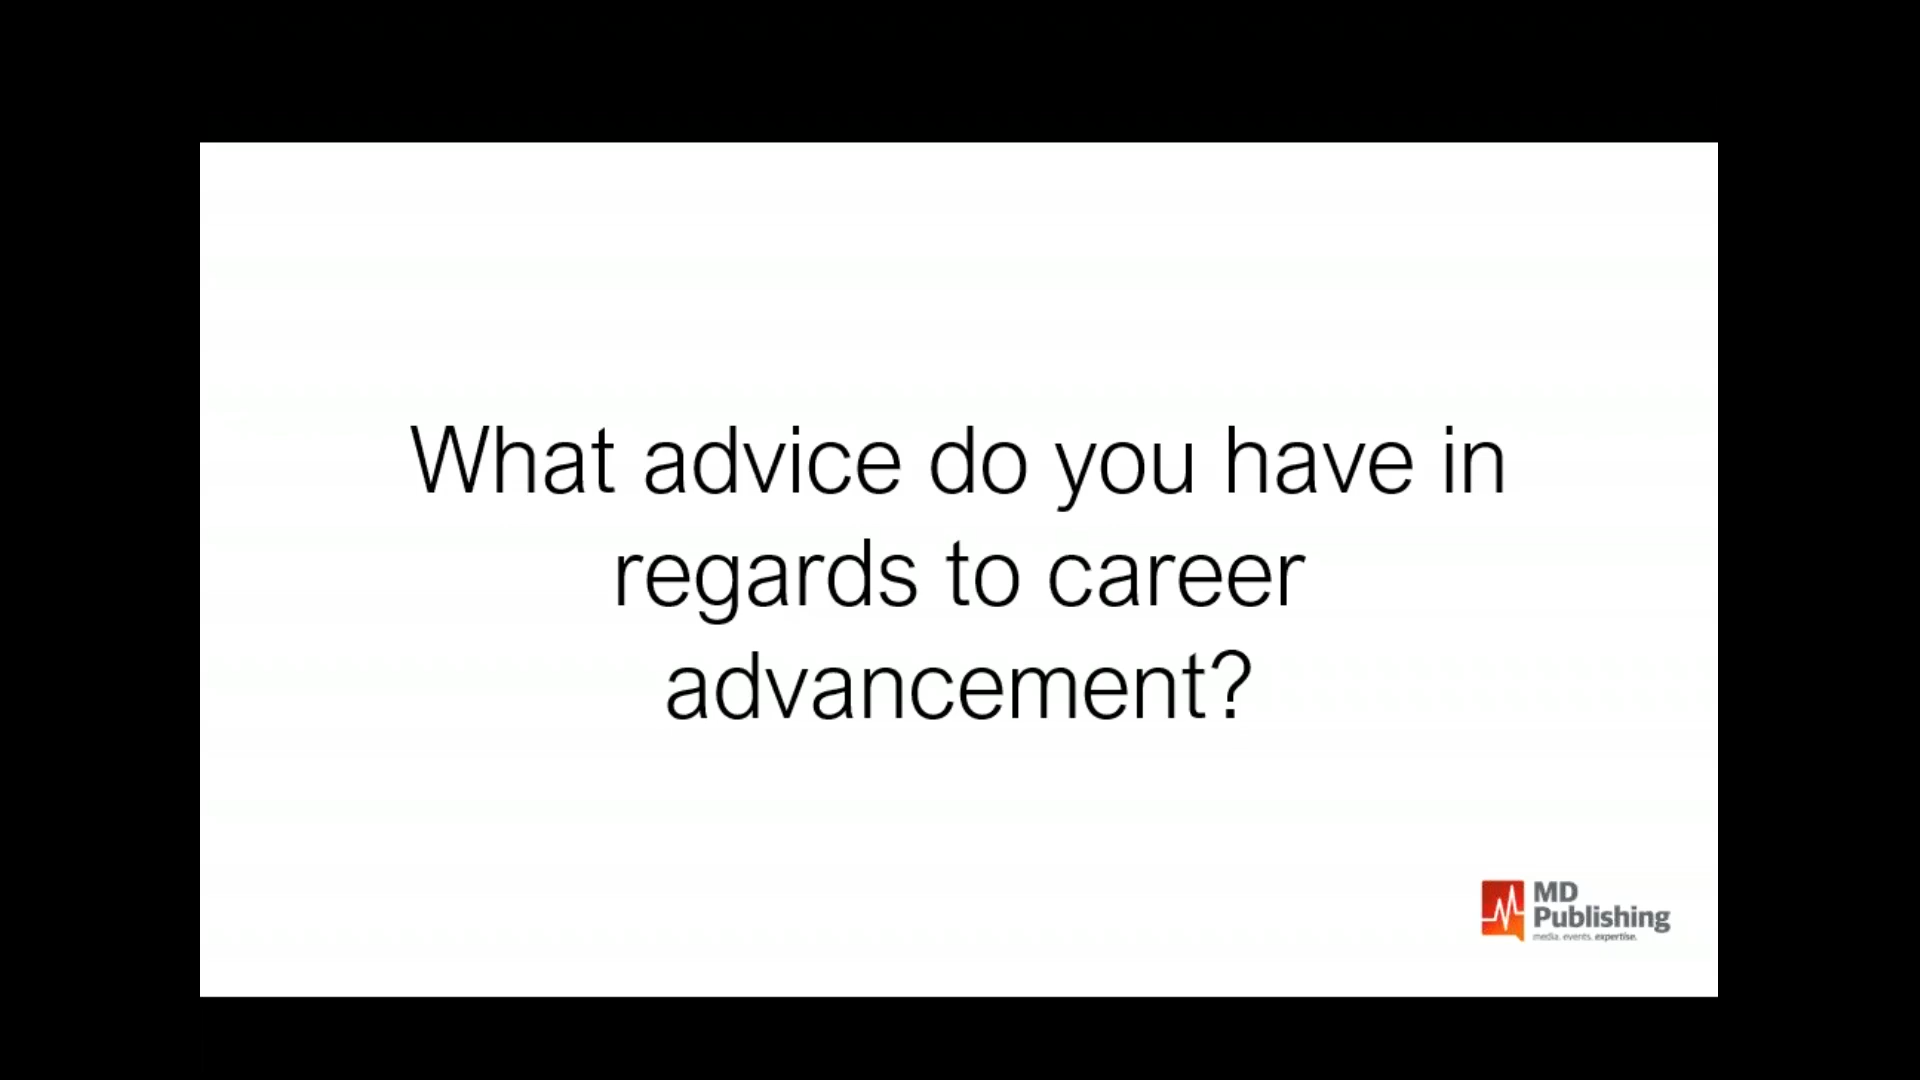 What advice do you have in
regards to career
advancement?
MD
Publishing
media. events. expertise.